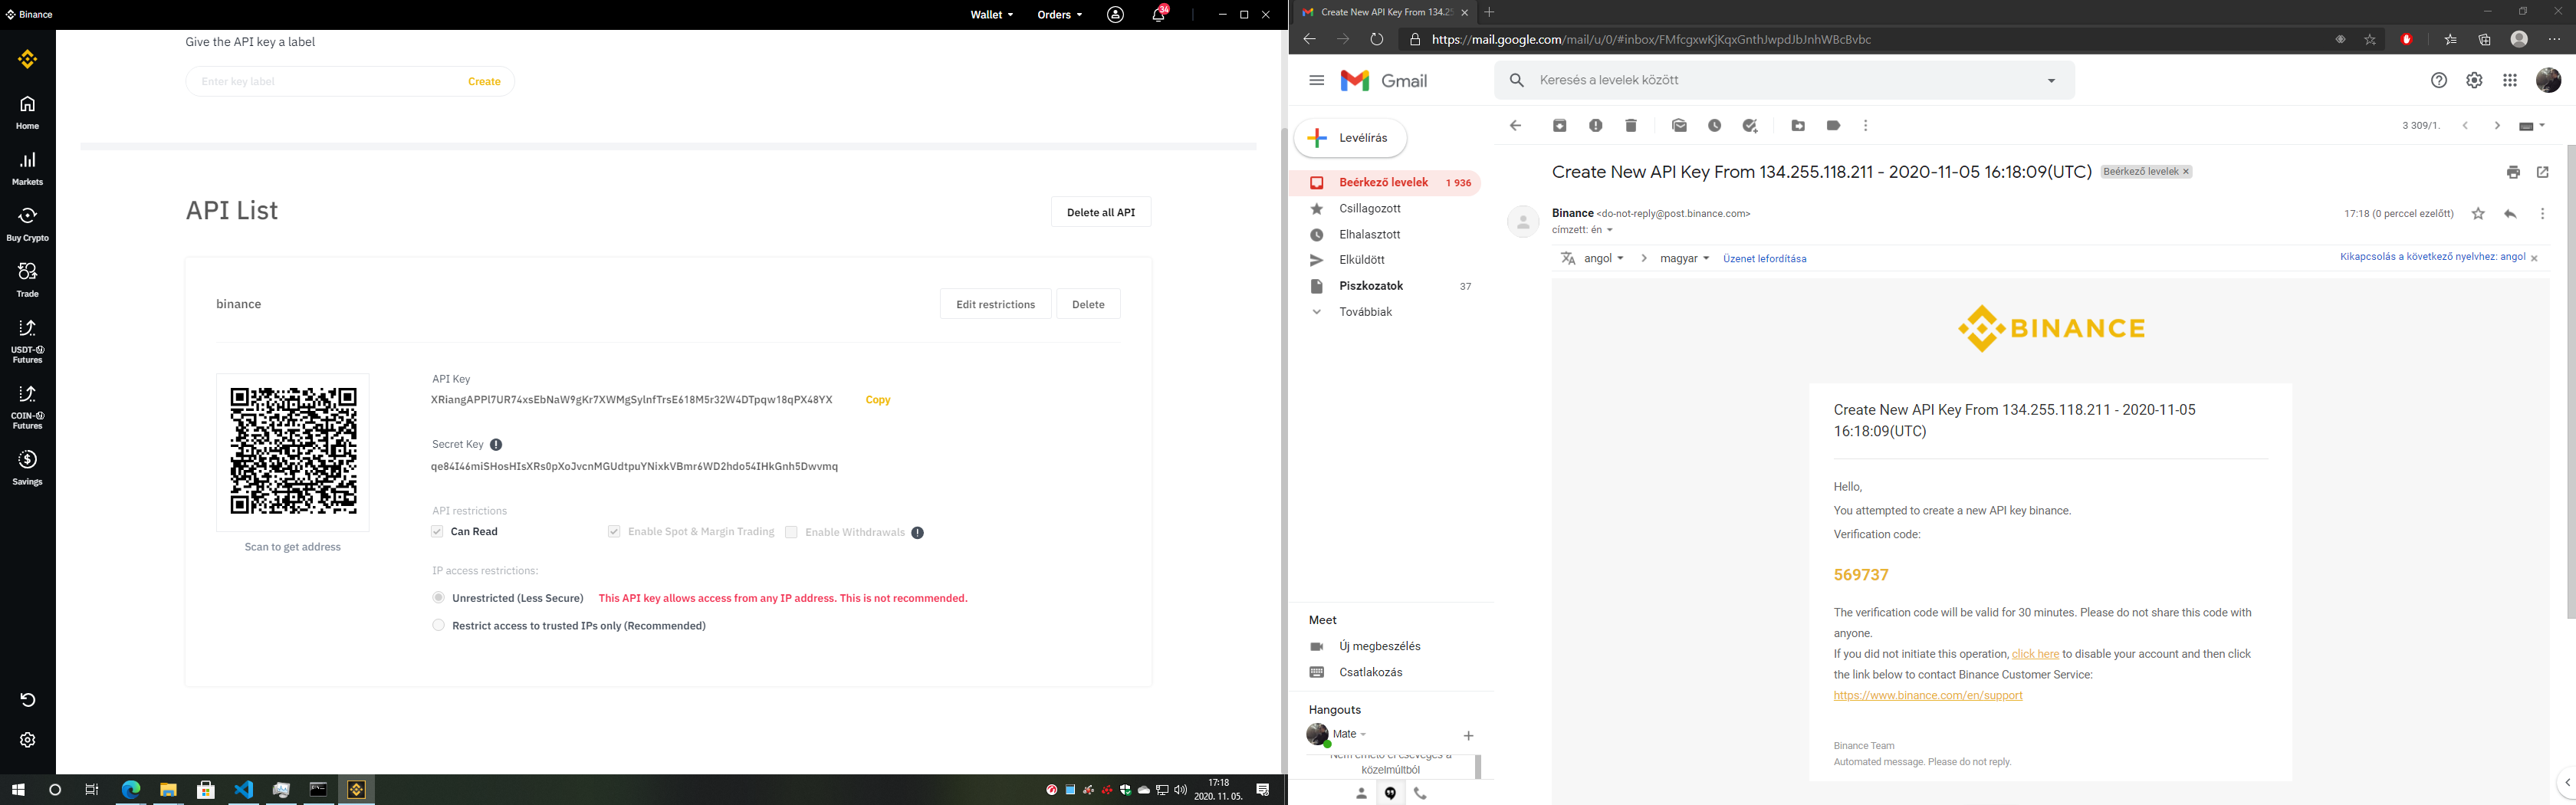 Binance
Wallet
Orders
34
Home
Markets
Buy Crypto
Trade
USDT-Ⓜ
Futures
COIN-Ⓜ
Futures
Savings
Give the API key a label
Enter key label
Create
API List
Delete all API
binance
Edit restrictions
Delete
Scan to get address
API Key
Copy
Secret Key
API restrictions
Can Read
Enable Spot & Margin Trading
Enable Withdrawals
IP access restrictions:
Unrestricted (Less Secure) This API key allows access from any IP address. This is not recommended.
Restrict access to trusted IPs only (Recommended)
17:18
2020. 11. 05.
Create New API Key From 134.25
https://mail.google.com/mail/u/0/#inbox/FMfcgxwKjKqxGnthJwpdJbJnhWBcBvbc
Gmail
Keresés a levelek között
Levélírás
Beérkező levelek 1 936
Csillagozott
Elhalasztott
Elküldött
Piszkozatok 37
Továbbiak
Meet
Új megbeszélés
Csatlakozás
Hangouts
Mate
Nem érhető el csevegés a
közelmúltból
3 309/1.
Create New API Key From 134.255.118.211 - 2020-11-05 16:18:09(UTC)
Beérkező levelek
Binance <do-not-reply@post.binance.com>
17:18 (0 perccel ezelőtt)
címzett: én
angol
magyar
Üzenet lefordítása
Kikapcsolás a következő nyelvhez: angol
BINANCE
Create New API Key From 134.255.118.211 - 2020-11-05
16:18:09(UTC)
Hello,
You attempted to create a new API key binance.
Verification code:
569737
The verification code will be valid for 30 minutes. Please do not share this code with
anyone.
If you did not initiate this operation, click here to disable your account and then click
the link below to contact Binance Customer Service:
https://www.binance.com/en/support
Binance Team
Automated message. Please do not reply.